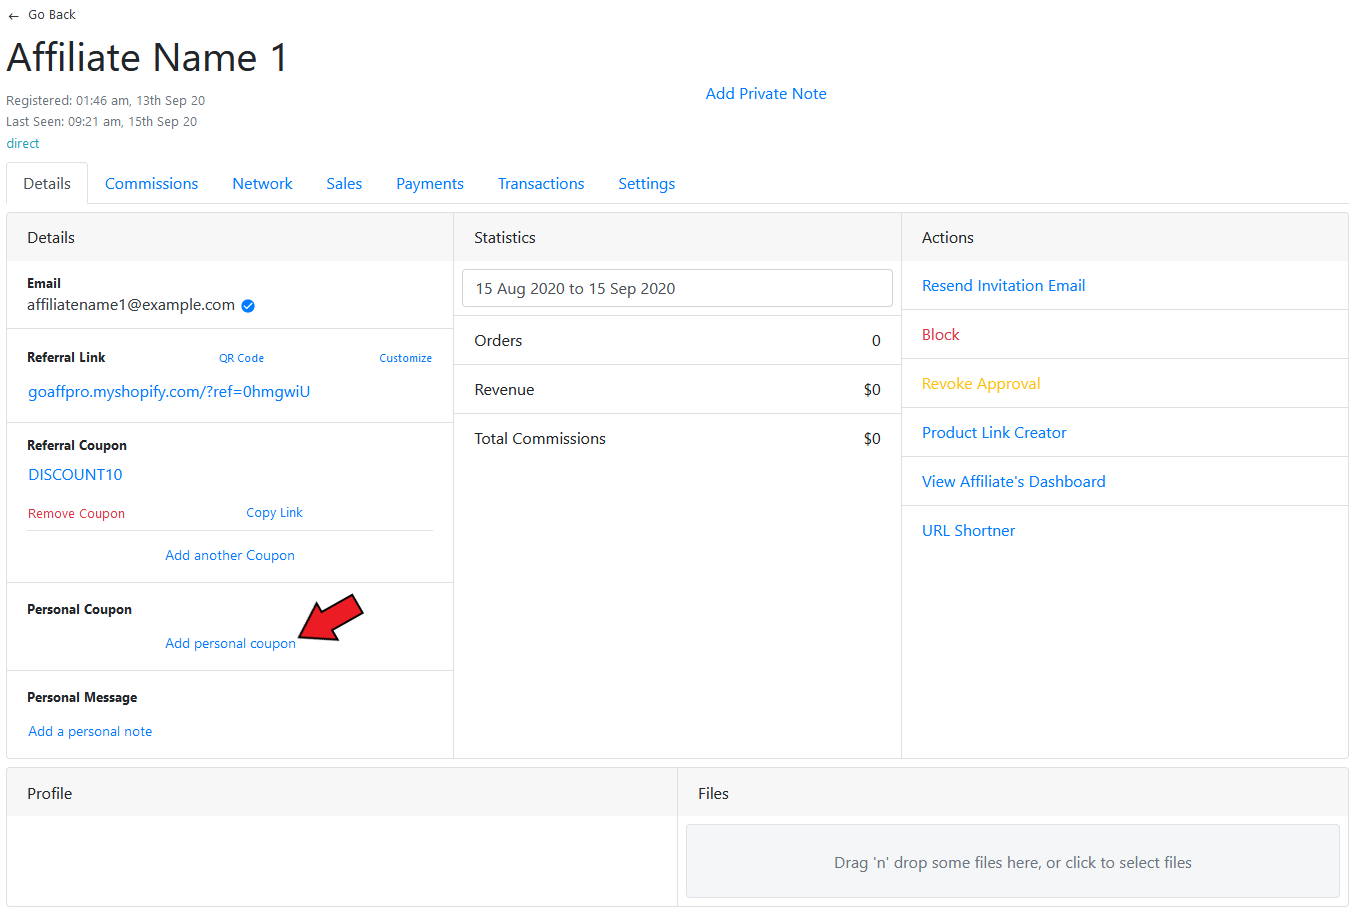 ← Go Back
Affiliate Name 1
Registered: 01:46 am, 13th Sep 20
Last Seen: 09:21 am, 15th Sep 20
direct
Add Private Note
Details Commissions Network Sales Payments Transactions Settings
Details
Email
affiliatename1@example.com
Referral Link QR Code Customize
goaffpro.myshopify.com/?ref=0hmgwiU
Referral Coupon
DISCOUNT10
Remove Coupon Copy Link
Add another Coupon
Personal Coupon
Add personal coupon
Personal Message
Add a personal note
Statistics
15 Aug 2020 to 15 Sep 2020
Orders 0
Revenue $0
Total Commissions $0
Actions
Resend Invitation Email
Block
Revoke Approval
Product Link Creator
View Affiliate's Dashboard
URL Shortner
Profile
Files
Drag 'n' drop some files here, or click to select files